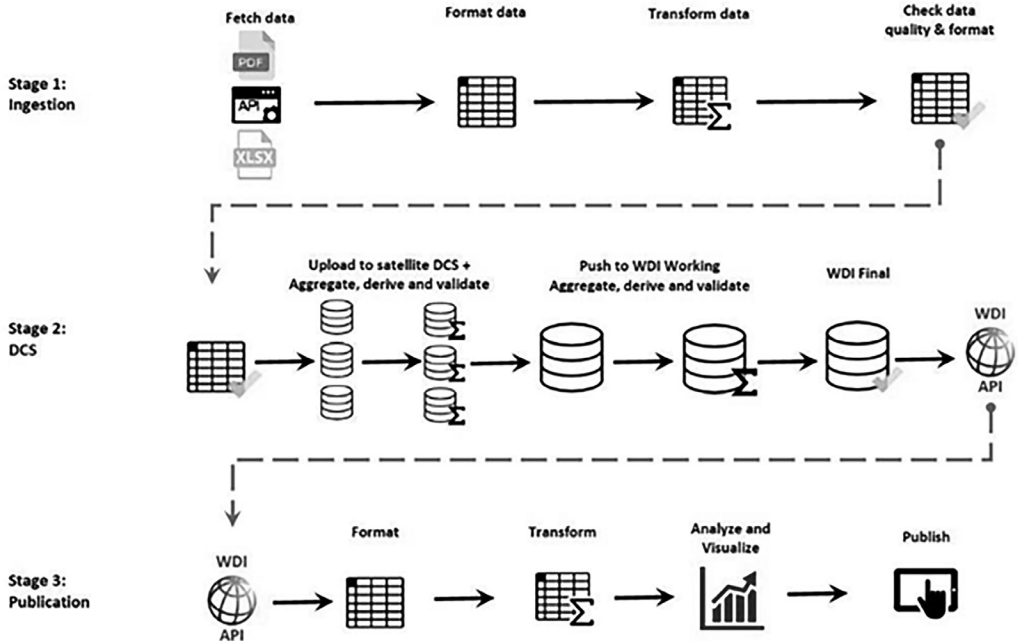 Fetch data
Format data
Transform data
Check data
quality & format
Stage 1:
Ingestion
PDF
API
XLSX
Upload to satellite DCS +
Aggregate, derive and validate
Push to WDI Working
Aggregate, derive and validate
WDI Final
Stage 2:
DCS
WDI
API
Format
Transform
Analyze and
Visualize
Publish
Stage 3:
Publication
WDI
API